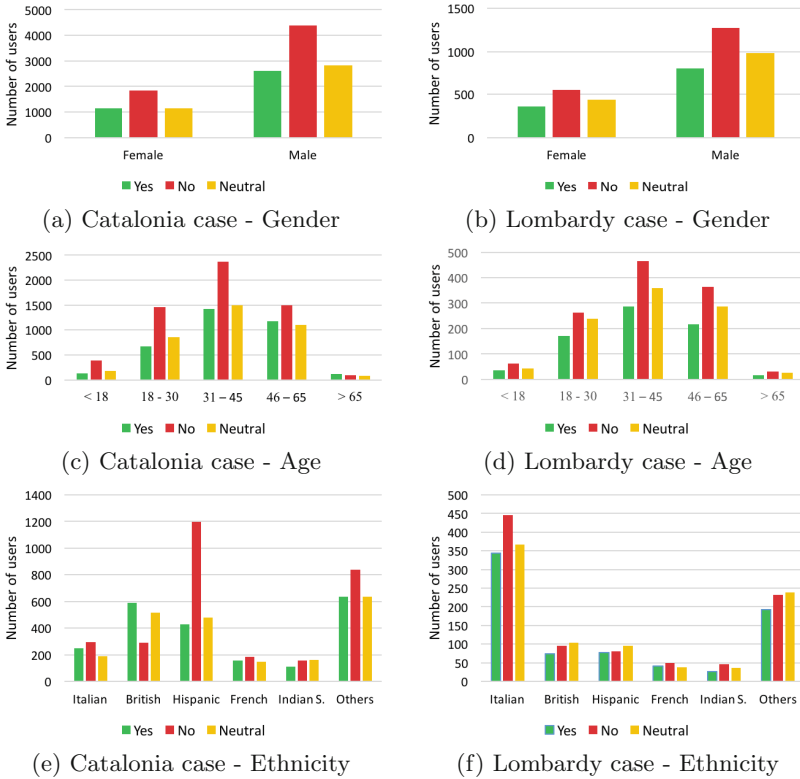 5000
4000
3000
2000
1000
0
Number of users
Female Male
Yes No Neutral
(a) Catalonia case - Gender
1500
1000
500
0
Number of users
Female Male
Yes No Neutral
(b) Lombardy case - Gender
2500
2000
1500
1000
500
0
Number of users
< 18 18 - 30 31 – 45 46 – 65 > 65
Yes No Neutral
(c) Catalonia case - Age
500
400
300
200
100
0
Number of users
< 18 18 - 30 31 – 45 46 – 65 > 65
Yes No Neutral
(d) Lombardy case - Age
1400
1200
1000
800
600
400
200
0
Number of users
Italian British Hispanic French Indian S. Others
Yes No Neutral
(e) Catalonia case - Ethnicity
500
450
400
350
300
250
200
150
100
50
0
Number of users
Italian British Hispanic French Indian S. Others
Yes No Neutral
(f) Lombardy case - Ethnicity